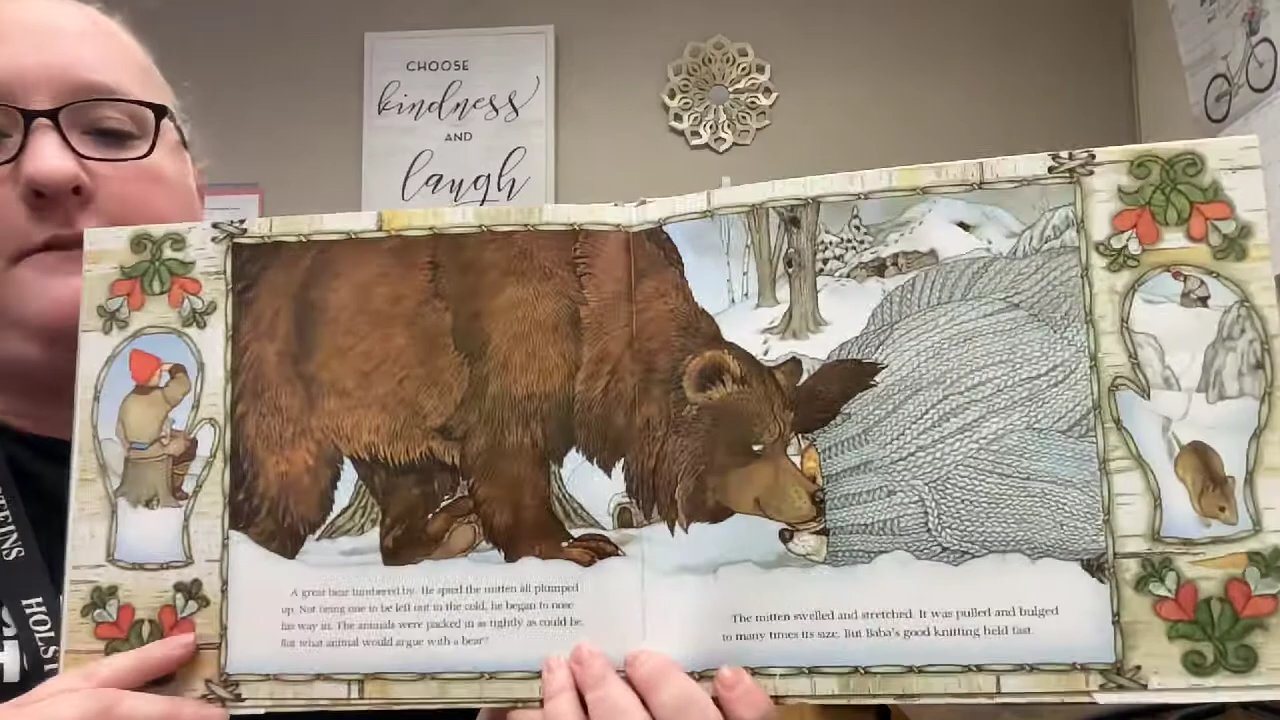 CHOOSE
kindness
AND
laugh
A great bear lumbered by. He spied the mitten all plumped
up. Not being one to be left out in the cold, he began to nose
his way in. The animals were packed in as tightly as could be.
But what animal would argue with a bear?
The mitten swelled and stretched. It was pulled and bulged
to many times its size. But Baba's good knitting held fast.
STEINS
HOLST